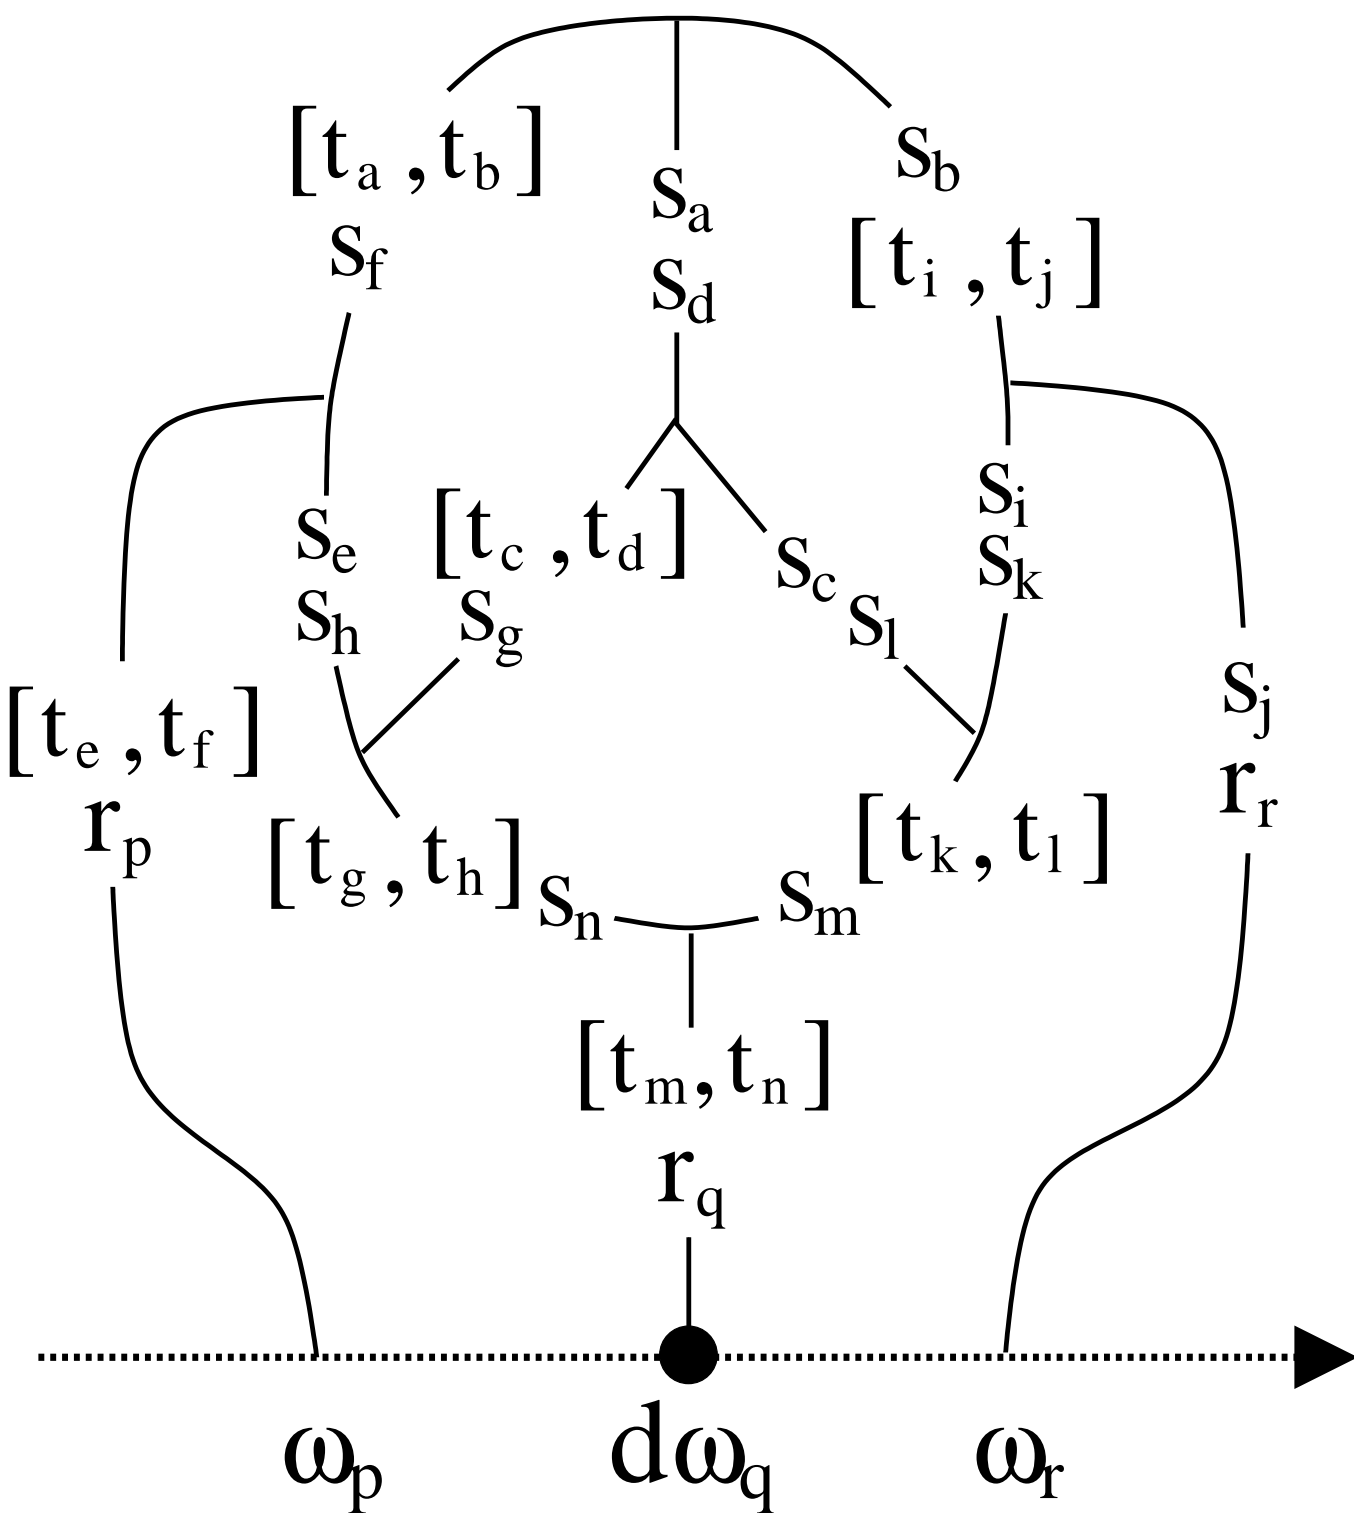 [t_a , t_b]
s_b
s_a
s_f
[t_i , t_j]
s_d
s_i
[t_c , t_d]
s_e
s_c
s_k
s_h
s_g
s_l
s_j
[t_e , t_f]
r_r
r_p
[t_g , t_h]
[t_k , t_l]
s_n
s_m
[t_m , t_n]
r_q
ω_p
dω_q
ω_r